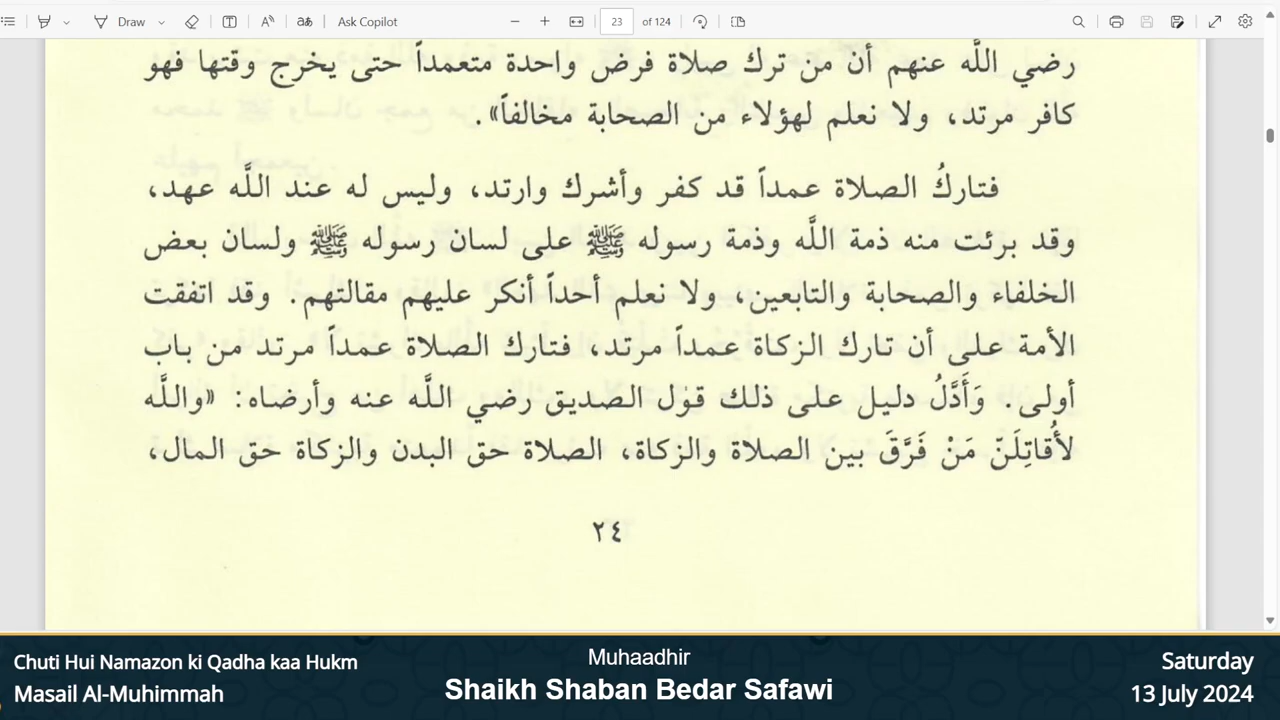 Draw
Ask Copilot
23 of 124
رضي اللَّه عنهم أن من ترك صلاة فرض واحدة متعمداً حتى يخرج وقتها فهو
كافر مرتد، ولا نعلم لهؤلاء من الصحابة مخالفاً» .
فتاركُ الصلاة عمداً قد كفر وأشرك وارتد، وليس له عند اللَّه عهد،
وقد برئت منه ذمة اللَّه وذمة رسوله ﷺ على لسان رسوله ﷺ ولسان بعض
الخلفاء والصحابة والتابعين، ولا نعلم أحداً أنكر عليهم مقالتهم. وقد اتفقت
الأمة على أن تارك الزكاة عمداً مرتد، فتارك الصلاة عمداً مرتد من باب
أولى. وَأَدَّلُ دليل على ذلك قول الصديق رضي اللَّه عنه وأرضاه: «واللَّه
لأُقاتِلَنّ مَنْ فَرَّقَ بين الصلاة والزكاة، الصلاة حق البدن والزكاة حق المال،
٢٤
Chuti Hui Namazon ki Qadha kaa Hukm
Masail Al-Muhimmah
Muhaadhir
Shaikh Shaban Bedar Safawi
Saturday
13 July 2024